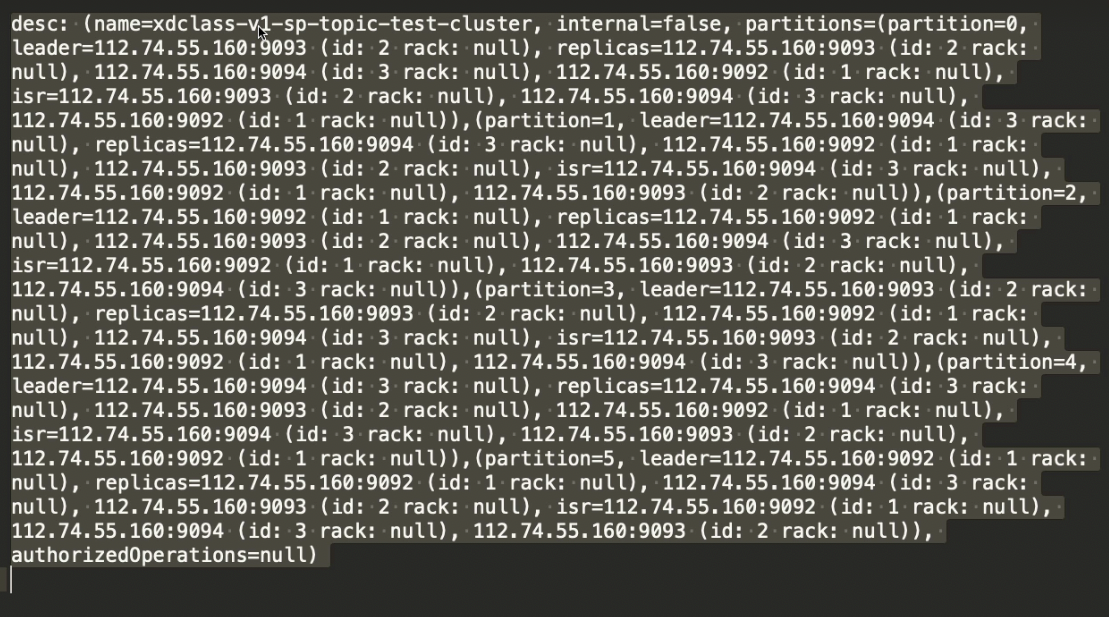 desc: (name=xdclass-v1-sp-topic-test-cluster, internal=false, partitions=(partition=0,
leader=112.74.55.160:9093 (id: 2 rack: null), replicas=112.74.55.160:9093 (id: 2 rack:
null), 112.74.55.160:9094 (id: 3 rack: null), 112.74.55.160:9092 (id: 1 rack: null),
isr=112.74.55.160:9093 (id: 2 rack: null), 112.74.55.160:9094 (id: 3 rack: null),
112.74.55.160:9092 (id: 1 rack: null)),(partition=1, leader=112.74.55.160:9094 (id: 3 rack:
null), replicas=112.74.55.160:9094 (id: 3 rack: null), 112.74.55.160:9092 (id: 1 rack:
null), 112.74.55.160:9093 (id: 2 rack: null), isr=112.74.55.160:9094 (id: 3 rack: null),
112.74.55.160:9092 (id: 1 rack: null), 112.74.55.160:9093 (id: 2 rack: null)),(partition=2,
leader=112.74.55.160:9092 (id: 1 rack: null), replicas=112.74.55.160:9092 (id: 1 rack:
null), 112.74.55.160:9093 (id: 2 rack: null), 112.74.55.160:9094 (id: 3 rack: null),
isr=112.74.55.160:9092 (id: 1 rack: null), 112.74.55.160:9093 (id: 2 rack: null),
112.74.55.160:9094 (id: 3 rack: null)),(partition=3, leader=112.74.55.160:9093 (id: 2 rack:
null), replicas=112.74.55.160:9093 (id: 2 rack: null), 112.74.55.160:9092 (id: 1 rack:
null), 112.74.55.160:9094 (id: 3 rack: null), isr=112.74.55.160:9093 (id: 2 rack: null),
112.74.55.160:9092 (id: 1 rack: null), 112.74.55.160:9094 (id: 3 rack: null)),(partition=4,
leader=112.74.55.160:9094 (id: 3 rack: null), replicas=112.74.55.160:9094 (id: 3 rack:
null), 112.74.55.160:9093 (id: 2 rack: null), 112.74.55.160:9092 (id: 1 rack: null),
isr=112.74.55.160:9094 (id: 3 rack: null), 112.74.55.160:9093 (id: 2 rack: null),
112.74.55.160:9092 (id: 1 rack: null)),(partition=5, leader=112.74.55.160:9092 (id: 1 rack:
null), replicas=112.74.55.160:9092 (id: 1 rack: null), 112.74.55.160:9094 (id: 3 rack:
null), 112.74.55.160:9093 (id: 2 rack: null), isr=112.74.55.160:9092 (id: 1 rack: null),
112.74.55.160:9094 (id: 3 rack: null), 112.74.55.160:9093 (id: 2 rack: null)),
authorizedOperations=null)